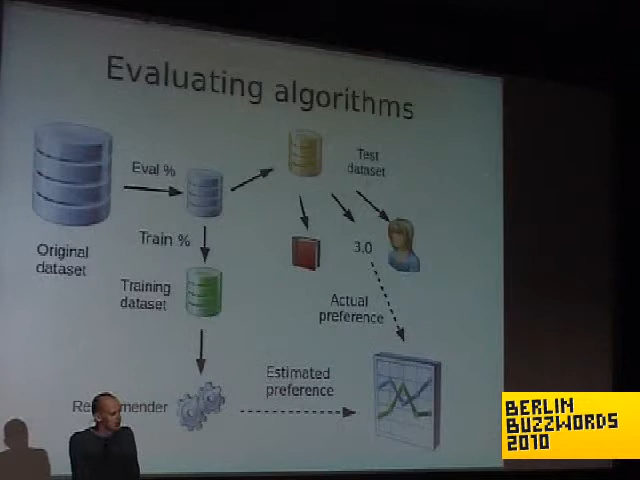 Evaluating algorithms
Eval %
Test
dataset
Original
dataset
Train %
3.0
Training
dataset
Actual
preference
Estimated
preference
BERLIN
BUZZWORDS
2010